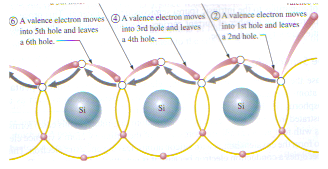 ⑥ A valence electron moves
into 5th hole and leaves
a 6th hole.
④ A valence electron moves
into 3rd hole and leaves
a 4th hole.
② A valence electron moves
into 1st hole and leaves
a 2nd hole.
Si
Si
Si